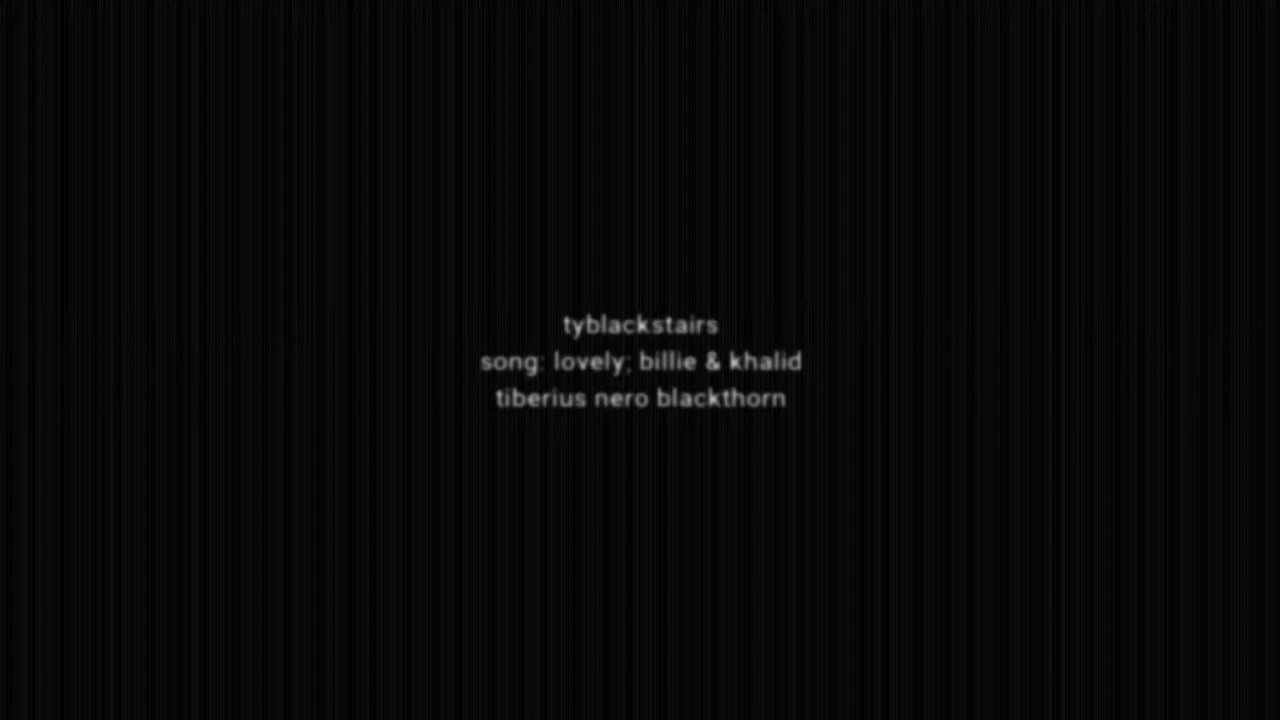 tyblackstairs
song: lovely; billie & khalid
tiberius nero blackthorn